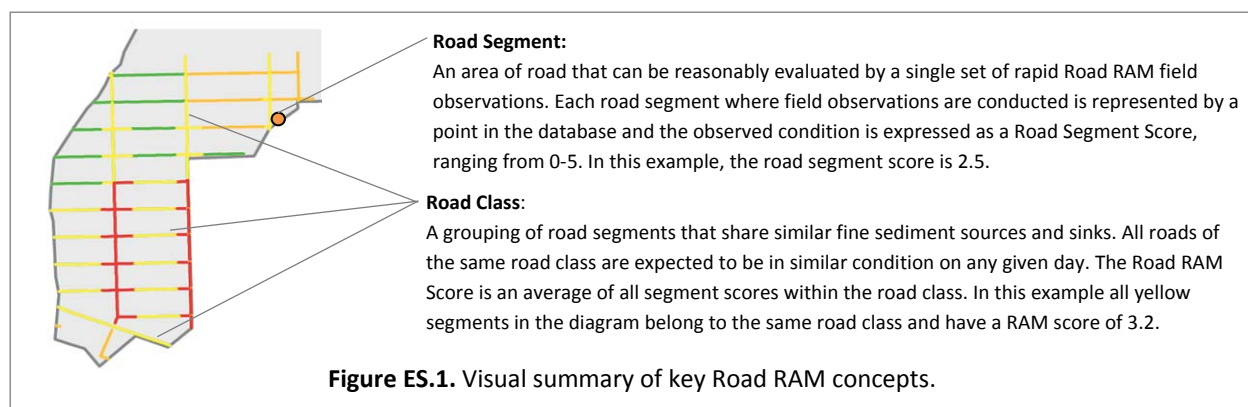 Road Segment:
An area of road that can be reasonably evaluated by a single set of rapid Road RAM field
observations. Each road segment where field observations are conducted is represented by a
point in the database and the observed condition is expressed as a Road Segment Score,
ranging from 0-5. In this example, the road segment score is 2.5.
Road Class:
A grouping of road segments that share similar fine sediment sources and sinks. All roads of
the same road class are expected to be in similar condition on any given day. The Road RAM
Score is an average of all segment scores within the road class. In this example all yellow
segments in the diagram belong to the same road class and have a RAM score of 3.2.
Figure ES.1. Visual summary of key Road RAM concepts.